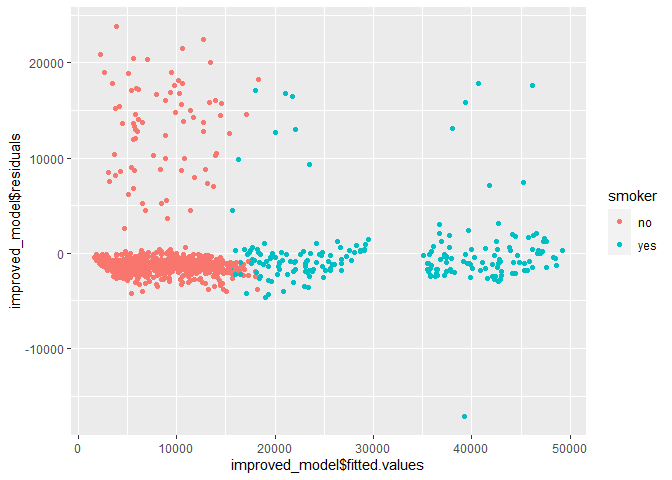 20000
10000
0
-10000
improved_model$residuals
0
10000
20000
30000
40000
50000
improved_model$fitted.values
smoker
no
yes